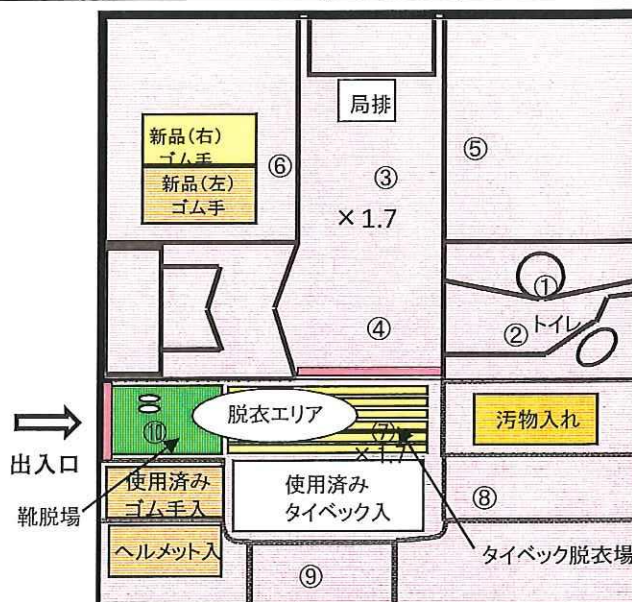 局排
新品(右)
ゴム手
新品(左)
ゴム手
⑥
③
×1.7
⑤
④
①
②
トイレ
出入口
⑩
脱衣エリア
⑦
×1.7
汚物入れ
靴脱場
使用済み
ゴム手入
使用済み
タイベック入
⑧
ヘルメット入
⑨
タイベック脱衣場